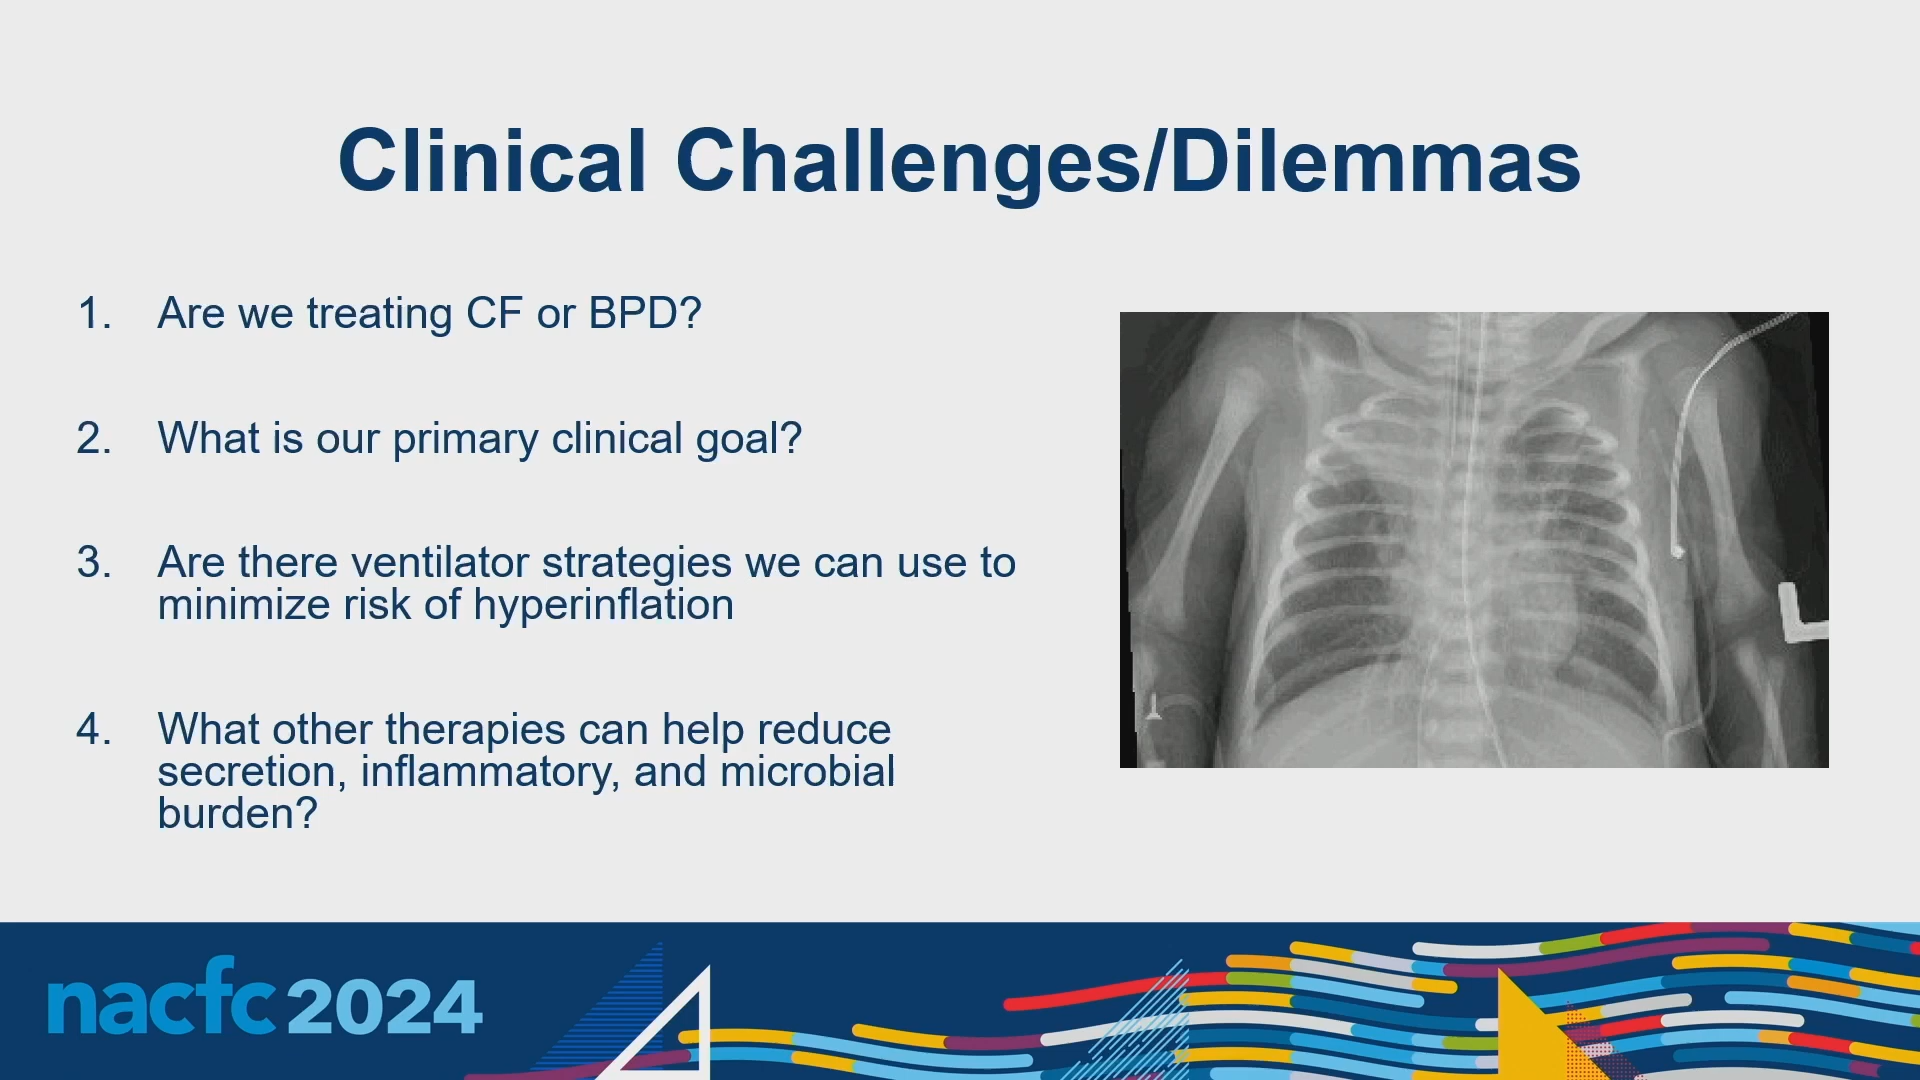 Clinical Challenges/Dilemmas
1. Are we treating CF or BPD?
2. What is our primary clinical goal?
3. Are there ventilator strategies we can use to
minimize risk of hyperinflation
4. What other therapies can help reduce
secretion, inflammatory, and microbial
burden?
L
nacfc 2024